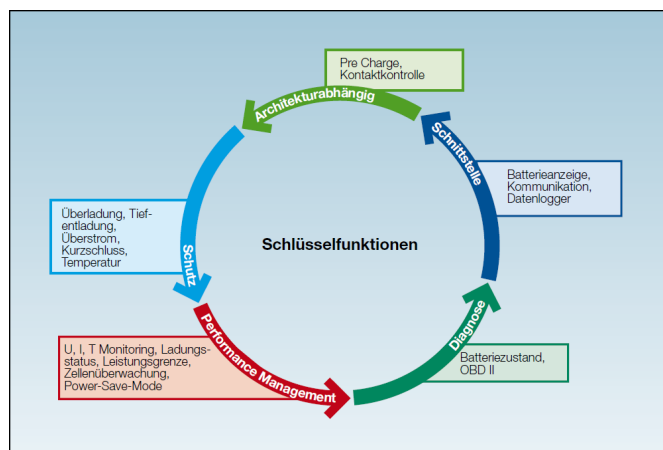 Pre Charge,
Kontaktkontrolle
Architekturabhängig
Schnittstelle
Batterieanzeige,
Kommunikation,
Datenlogger
Überladung, Tief-
entladung,
Überstrom,
Kurzschluss,
Temperatur
Schlüsselfunktionen
Schutz
Performance Management
U, I, T Monitoring, Ladungs-
status, Leistungsgrenze,
Zellenüberwachung,
Power-Save-Mode
Diagnose
Batteriezustand,
OBD II